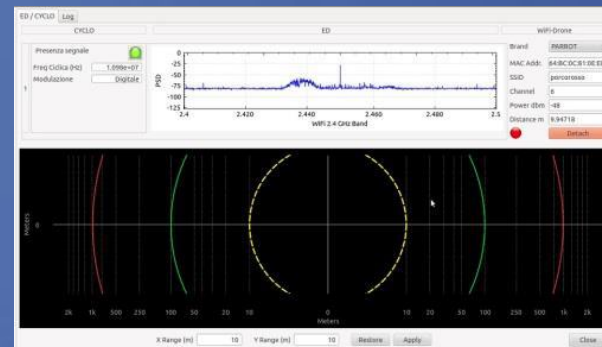 ED / CYCLO Log
CYCLO ED WiFi-Drone
Presenza segnale
Freq Ciclica (Hz) 1.098e+07
Modulazione Digitale
1
PSD
0
-25
-50
-75
-100
-125
2.4 2.420 2.440 2.460 2.480 2.5
WiFi 2.4 GHz Band
Brand PARROT
MAC Addr.
SSID
Channel 6
Power dbm -48
Distance m 9.94718
Detach
Meters
0
2k 1k 500 250 100 50 20 10 0 10 20 50 100 250 500 1k 2k
Meters
X Range (m) 10 Y Range (m) 10 Restore Apply Close